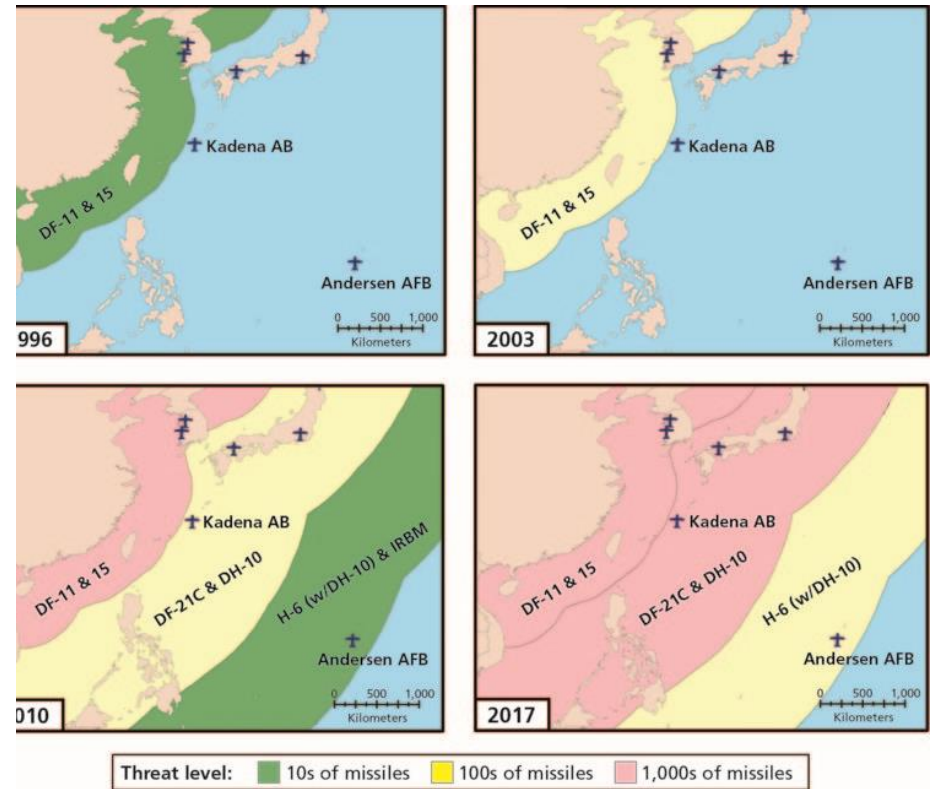 Kadena AB
DF-11 & 15
Andersen AFB
0 500 1,000
Kilometers
996
Kadena AB
DF-11 & 15
Andersen AFB
0 500 1,000
Kilometers
2003
Kadena AB
DF-11 & 15
DF-21C & DH-10
H-6 (w/DH-10) & IRBM
Andersen AFB
0 500 1,000
Kilometers
010
Kadena AB
DF-11 & 15
DF-21C & DH-10
H-6 (w/DH-10)
Andersen AFB
0 500 1,000
Kilometers
2017
Threat level: 10s of missiles 100s of missiles 1,000s of missiles